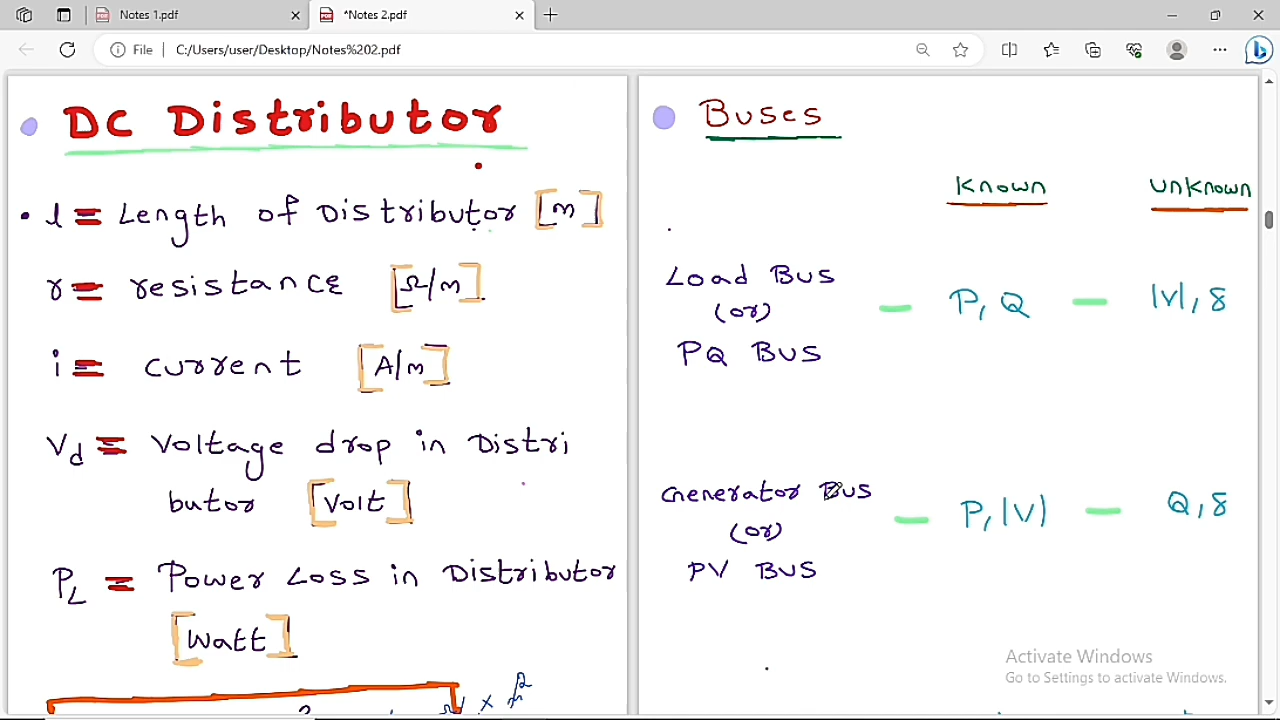 Notes 1.pdf
*Notes 2.pdf
File
C:/Users/user/Desktop/Notes%202.pdf
DC Distributor
• l = Length of Distributor [m]
r = resistance [Ω/m]
i = current [A/m]
Vd = Voltage drop in Distri
butor [Volt]
PL = Power Loss in Distributor
[Watt]
Buses
Known Unknown
Load Bus
(or) — P, Q — |V|, δ
PQ Bus
Generator Bus
(or) — P, |V| — Q, δ
PV Bus
Activate Windows
Go to Settings to activate Windows.